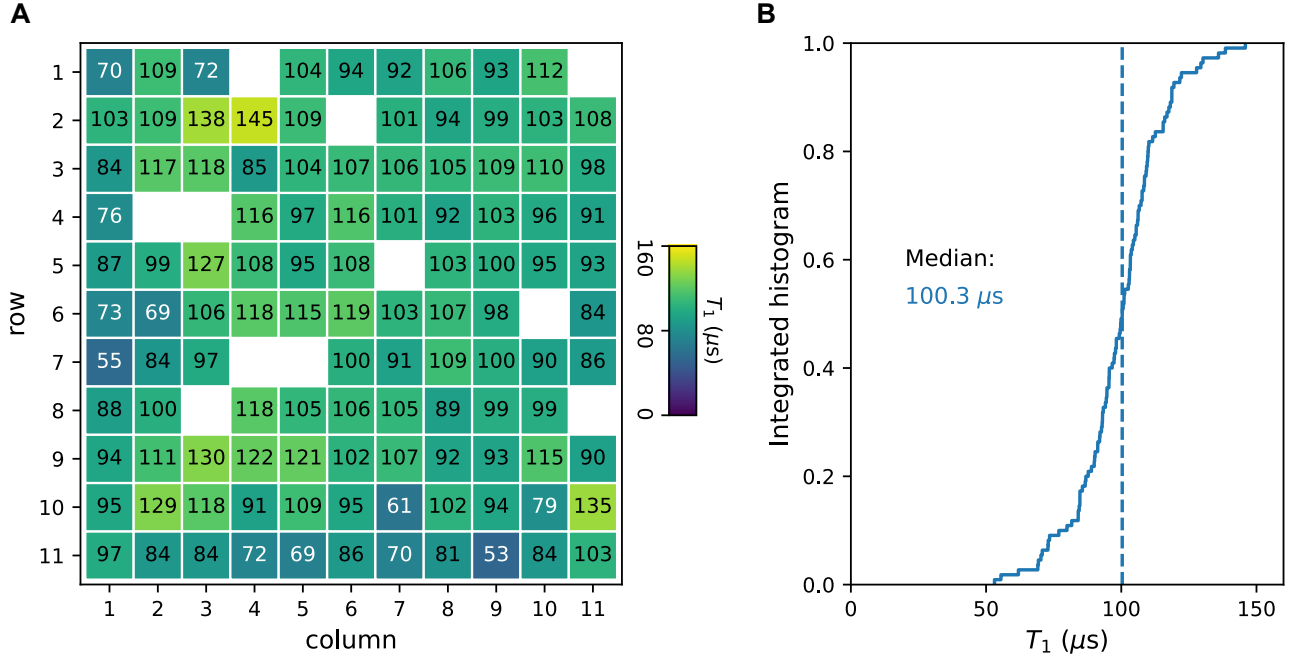 A
1 70 109 72 104 94 92 106 93 112
2 103 109 138 145 109 101 94 99 103 108
3 84 117 118 85 104 107 106 105 109 110 98
4 76 116 97 116 101 92 103 96 91
5 87 99 127 108 95 108 103 100 95 93
6 73 69 106 118 115 119 103 107 98 84
7 55 84 97 100 91 109 100 90 86
8 88 100 118 105 106 105 89 99 99
9 94 111 130 122 121 102 107 92 93 115 90
10 95 129 118 91 109 95 61 102 94 79 135
11 97 84 84 72 69 86 70 81 53 84 103
1 2 3 4 5 6 7 8 9 10 11
column
row
160
80
0
T₁ (μs)
B
1.0
0.8
0.6
0.4
0.2
0.0
Integrated histogram
Median:
100.3 μs
0 50 100 150
T₁ (μs)